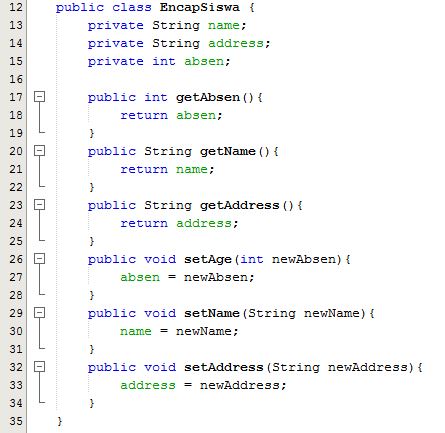 12 public class EncapSiswa {
13     private String name;
14     private String address;
15     private int absen;
16
17     public int getAbsen(){
18         return absen;
19     }
20     public String getName(){
21         return name;
22     }
23     public String getAddress(){
24         return address;
25     }
26     public void setAge(int newAbsen){
27         absen = newAbsen;
28     }
29     public void setName(String newName){
30         name = newName;
31     }
32     public void setAddress(String newAddress){
33         address = newAddress;
34     }
35 }